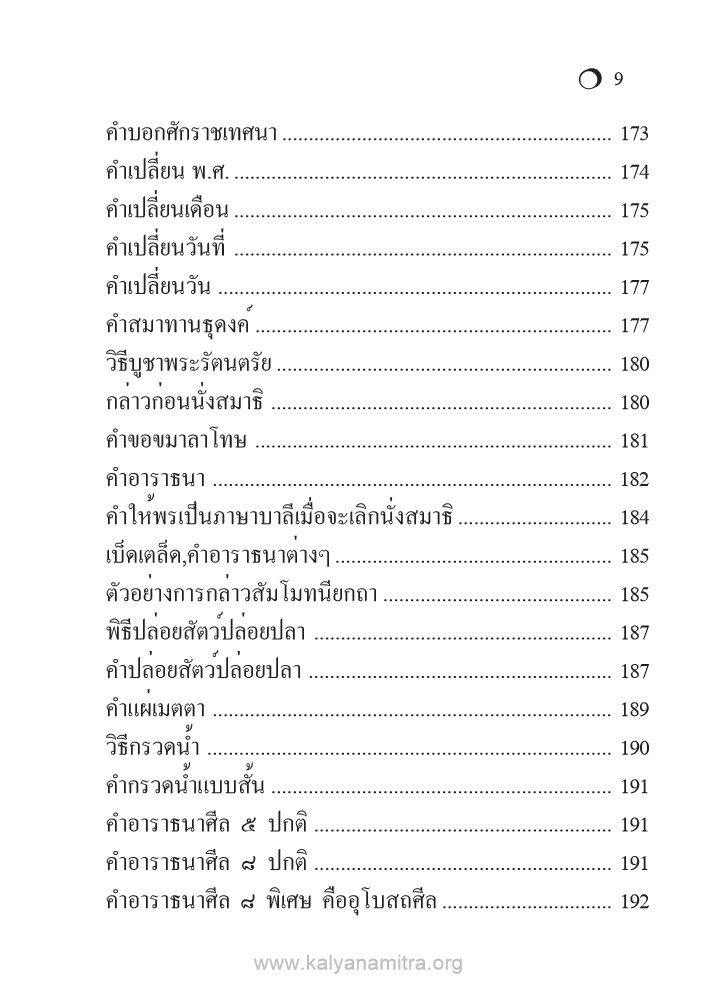 9
คำบอกศักราชเทศนา ............................................................. 173
คำเปลี่ยน พ.ศ. ...................................................................... 174
คำเปลี่ยนเดือน ...................................................................... 175
คำเปลี่ยนวันที่ ...................................................................... 175
คำเปลี่ยนวัน ......................................................................... 177
คำสมาทานธุดงค์ .................................................................. 177
วิธีบูชาพระรัตนตรัย .............................................................. 180
กล่าวก่อนนั่งสมาธิ ............................................................... 180
คำขอขมาลาโทษ .................................................................. 181
คำอาราธนา .......................................................................... 182
คำให้พรเป็นภาษาบาลีเมื่อจะเลิกนั่งสมาธิ ............................. 184
เบ็ดเตล็ด,คำอาราธนาต่างๆ .................................................... 185
ตัวอย่างการกล่าวสัมโมทนียกถา ........................................... 185
พิธีปล่อยสัตว์ปล่อยปลา ........................................................ 187
คำปล่อยสัตว์ปล่อยปลา ......................................................... 187
คำแผ่เมตตา .......................................................................... 189
วิธีกรวดน้ำ ........................................................................... 190
คำกรวดน้ำแบบสั้น ............................................................... 191
คำอาราธนาศีล ๕ ปกติ ........................................................ 191
คำอาราธนาศีล ๘ ปกติ ........................................................ 191
คำอาราธนาศีล ๘ พิเศษ คืออุโบสถศีล ................................ 192
www.kalyanamitra.org